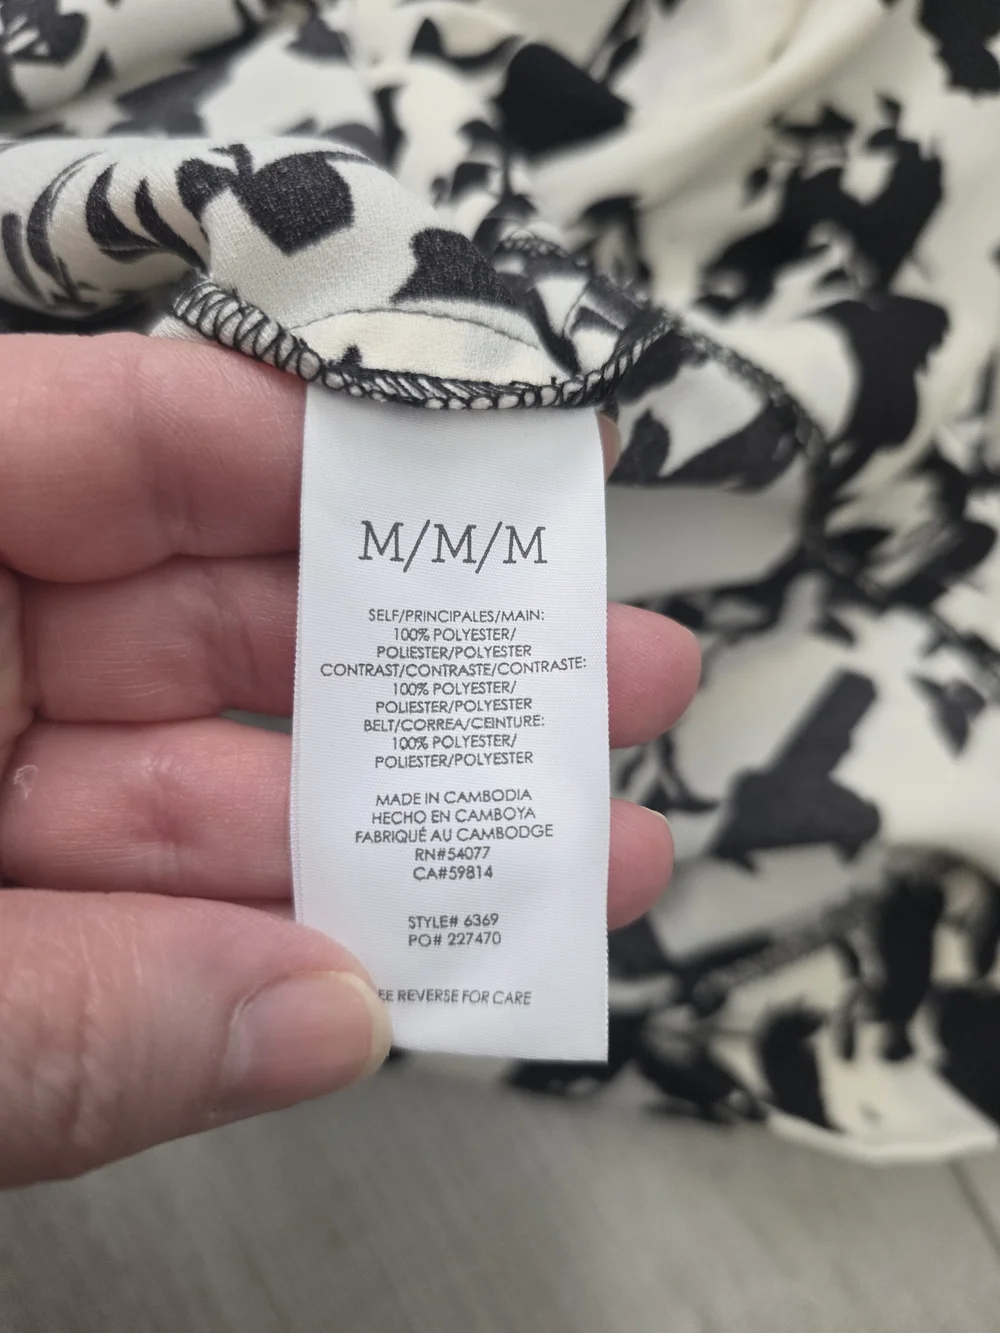 M/M/M
SELF/PRINCIPALES/MAIN:
100% POLYESTER/
POLIESTER/POLYESTER
CONTRAST/CONTRASTE/CONTRASTE:
100% POLYESTER/
POLIESTER/POLYESTER
BELT/CORREA/CEINTURE:
100% POLYESTER/
POLIESTER/POLYESTER
MADE IN CAMBODIA
HECHO EN CAMBOYA
FABRIQUÉ AU CAMBODGE
RN#54077
CA#59814
STYLE# 6369
PO# 227470
EE REVERSE FOR CARE